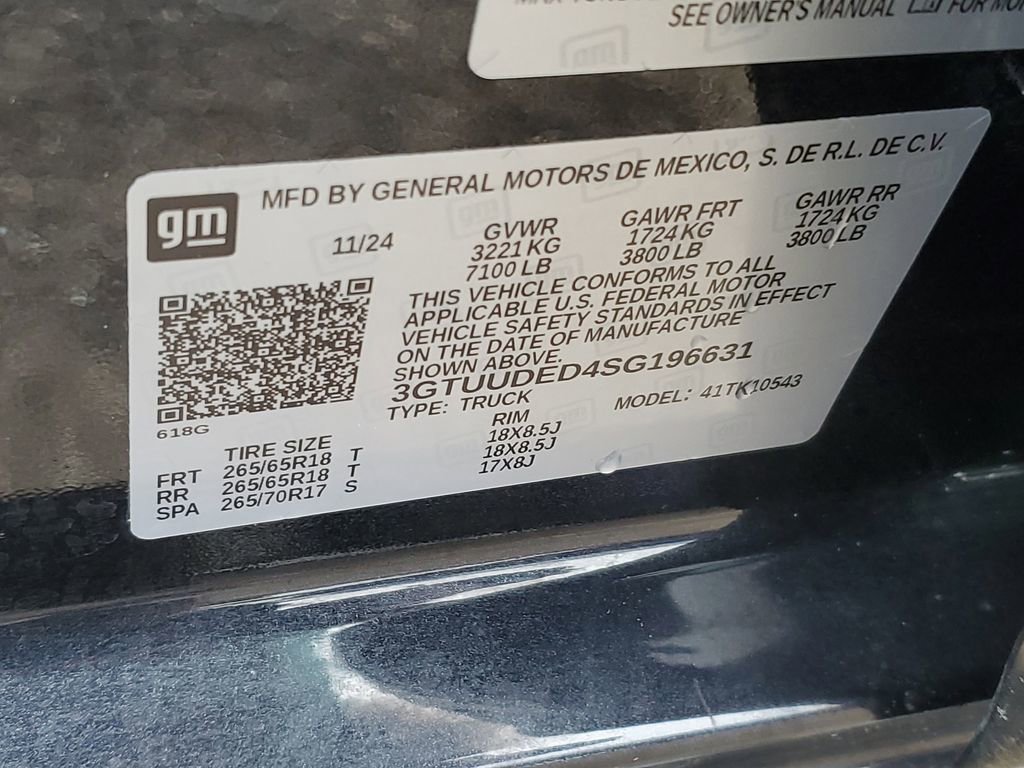 SEE OWNER'S MANUAL FOR MOR
gm
MFD BY GENERAL MOTORS DE MEXICO, S. DE R.L. DE C.V.
11/24
GVWR
3221 KG
7100 LB
GAWR FRT
1724 KG
3800 LB
GAWR RR
1724 KG
3800 LB
THIS VEHICLE CONFORMS TO ALL
APPLICABLE U.S. FEDERAL MOTOR
VEHICLE SAFETY STANDARDS IN EFFECT
ON THE DATE OF MANUFACTURE
SHOWN ABOVE.
3GTUUDED4SG196631
TYPE: TRUCK MODEL: 41TK10543
618G
TIRE SIZE RIM
FRT 265/65R18 T 18X8.5J
RR 265/65R18 T 18X8.5J
SPA 265/70R17 S 17X8J